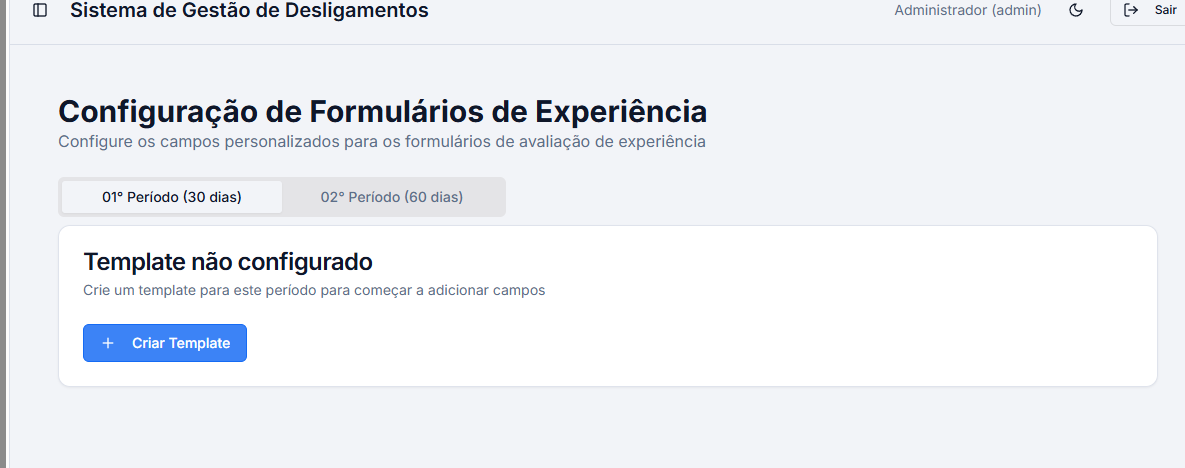 Sistema de Gestão de Desligamentos
Administrador (admin)
Sair
Configuração de Formulários de Experiência
Configure os campos personalizados para os formulários de avaliação de experiência
01° Período (30 dias)
02° Período (60 dias)
Template não configurado
Crie um template para este período para começar a adicionar campos
+ Criar Template